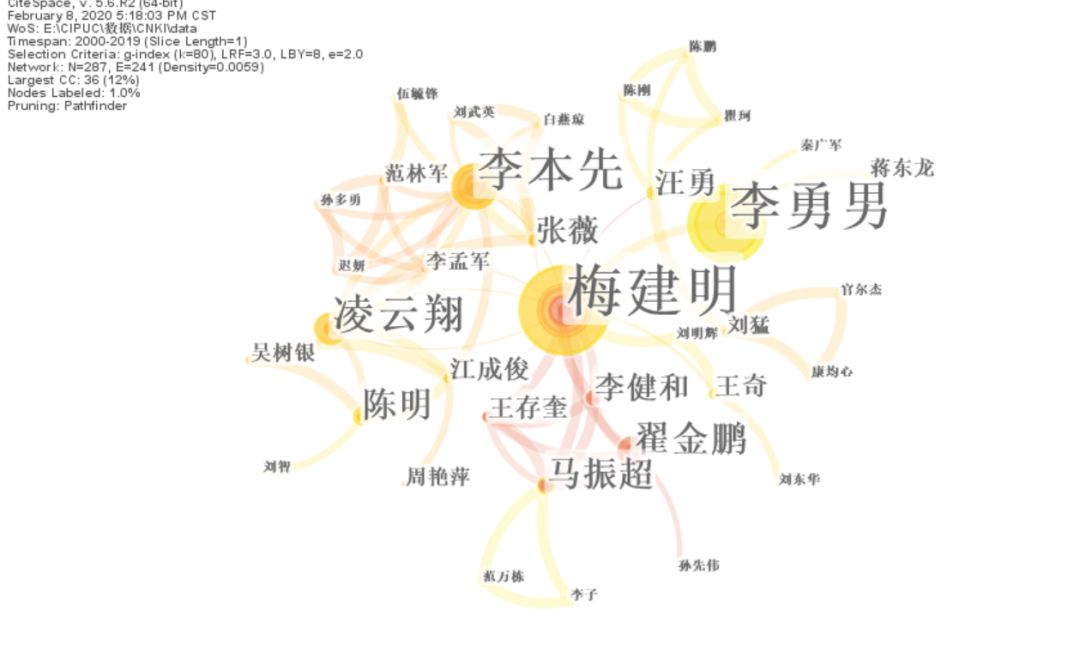 CiteSpace, v. 5.6.R2 (64-bit)
February 8, 2020 5:18:03 PM CST
WoS: E:\CIPUC\数据\CNKI\data
Timespan: 2000-2019 (Slice Length=1)
Selection Criteria: g-index (k=80), LRF=3.0, LBY=8, e=2.0
Network: N=287, E=241 (Density=0.0059)
Largest CC: 36 (12%)
Nodes Labeled: 1.0%
Pruning: Pathfinder
陈鹏
陈刚
伍毓锋
刘武英
白燕琼
瞿珂
秦广军
李本先
蒋东龙
范林军
汪勇
孙多勇
李勇男
张薇
李孟军
迟妍
梅建明
官尔杰
凌云翔
刘明辉
刘猛
吴树银
江成俊
康均心
李健和
王奇
陈明
王存奎
翟金鹏
刘智
周艳萍
马振超
刘东华
孙先伟
范万栋
李子